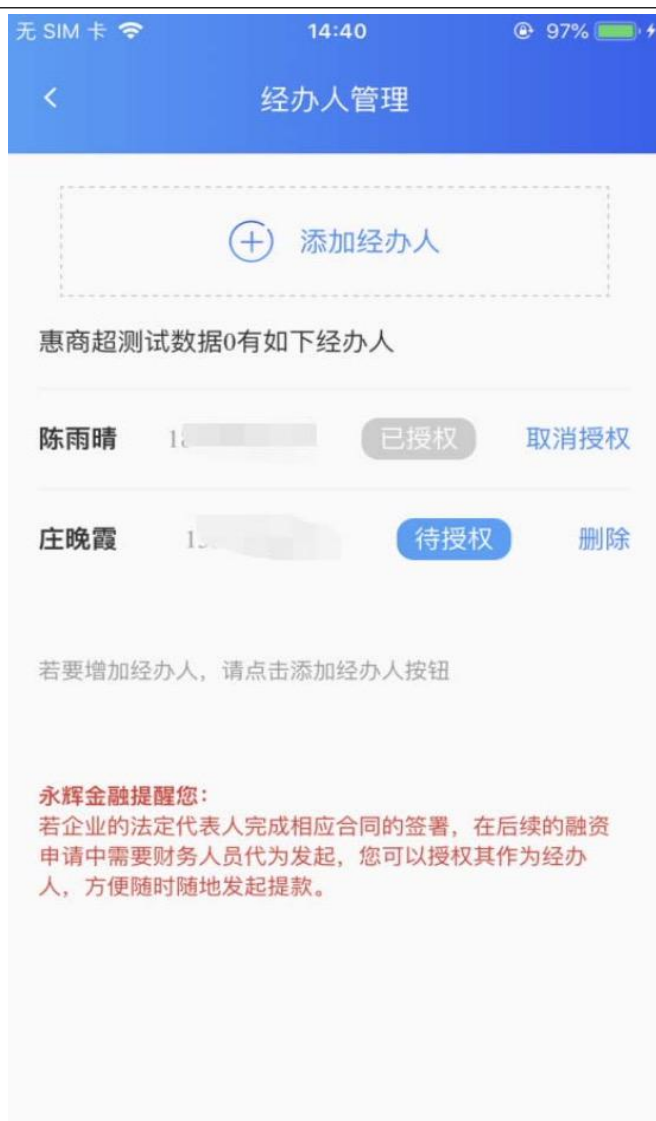 无 SIM 卡 14:40 97%
经办人管理
添加经办人
惠商超测试数据0有如下经办人
陈雨晴 1 已授权 取消授权
庄晚霞 1 待授权 删除
若要增加经办人，请点击添加经办人按钮
永辉金融提醒您：
若企业的法定代表人完成相应合同的签署，在后续的融资
申请中需要财务人员代为发起，您可以授权其作为经办
人，方便随时随地发起提款。